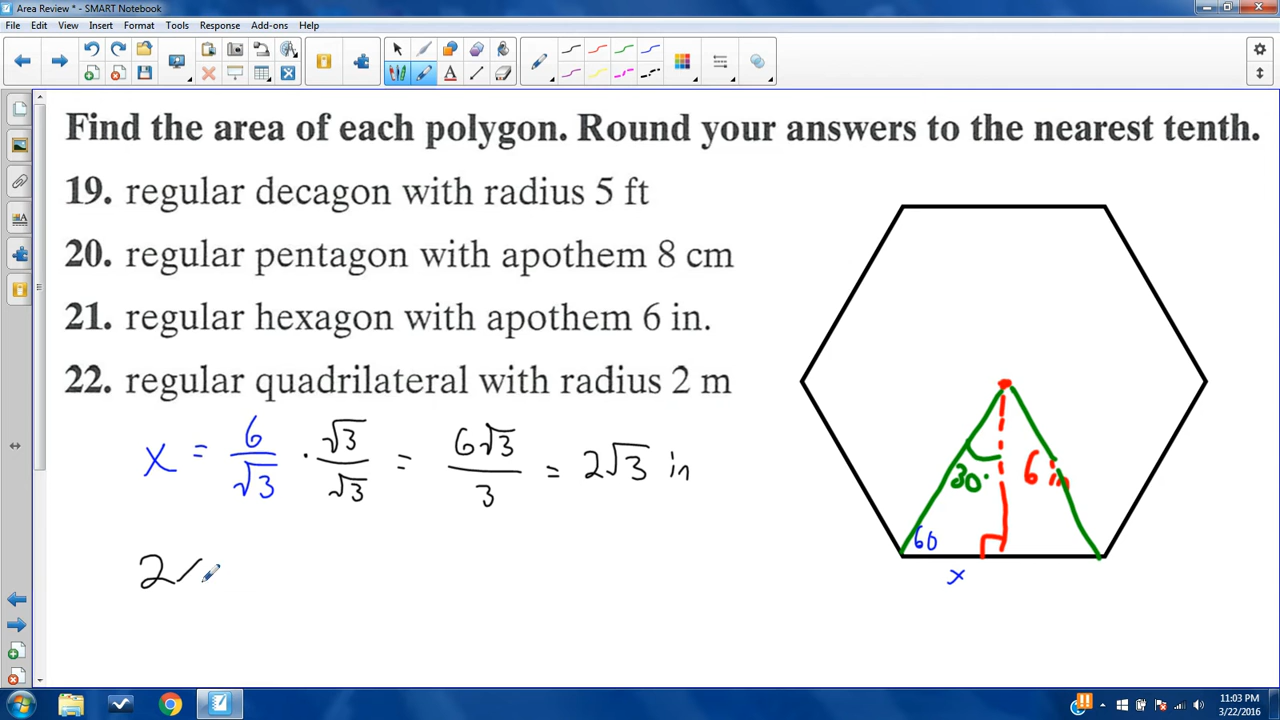 Area Review * - SMART Notebook
File Edit View Insert Format Tools Response Add-ons Help
Find the area of each polygon. Round your answers to the nearest tenth.
19. regular decagon with radius 5 ft
20. regular pentagon with apothem 8 cm
21. regular hexagon with apothem 6 in.
22. regular quadrilateral with radius 2 m
x = 6/√3 · √3/√3 = 6√3/3 = 2√3 in
30°
6 in
60
x
2
11:03 PM
3/22/2016